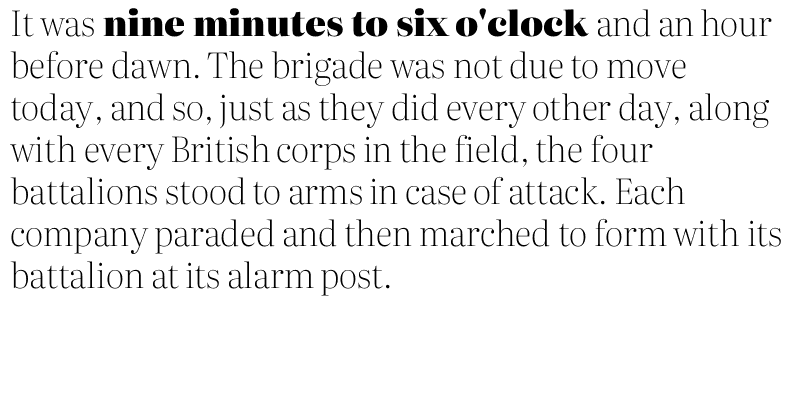 It was nine minutes to six o'clock and an hour
before dawn. The brigade was not due to move
today, and so, just as they did every other day, along
with every British corps in the field, the four
battalions stood to arms in case of attack. Each
company paraded and then marched to form with its
battalion at its alarm post.